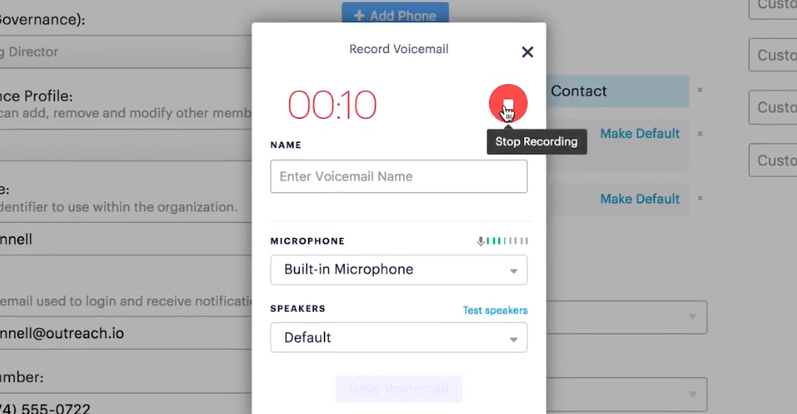 overnance):
+ Add Phone
Custo
g Director
Record Voicemail
Custo
nce Profile:
can add, remove and modify other memb
00:10
Contact
Custo
Stop Recording
Make Default
NAME
Custo
Enter Voicemail Name
e:
dentifier to use within the organization.
Make Default
nnell
MICROPHONE
Built-in Microphone
email used to login and receive notificatio
SPEAKERS
Test speakers
nnell@outreach.io
Default
umber:
Save Voicemail
74) 555-0722